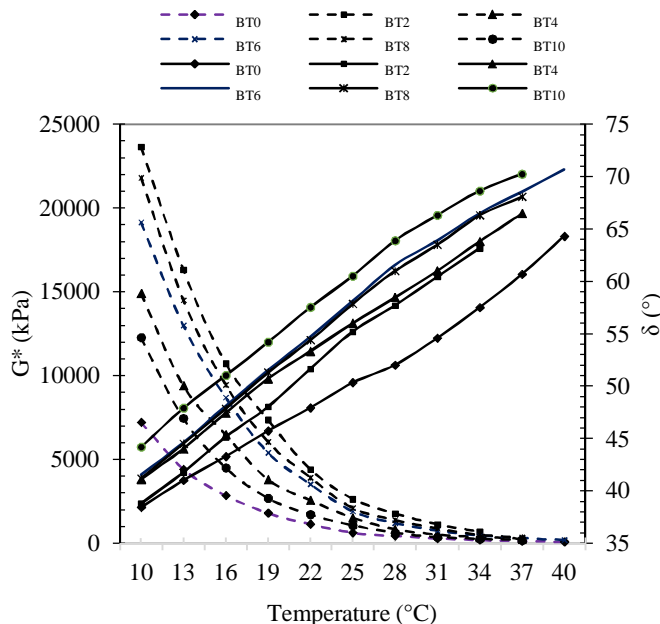 BT0 BT2 BT4
BT6 BT8 BT10
BT0 BT2 BT4
BT6 BT8 BT10
25000 75
70
20000
65
60
15000
55
10000 50
45
5000
40
0 35
G* (kPa)
δ (°)
10 13 16 19 22 25 28 31 34 37 40
Temperature (°C)